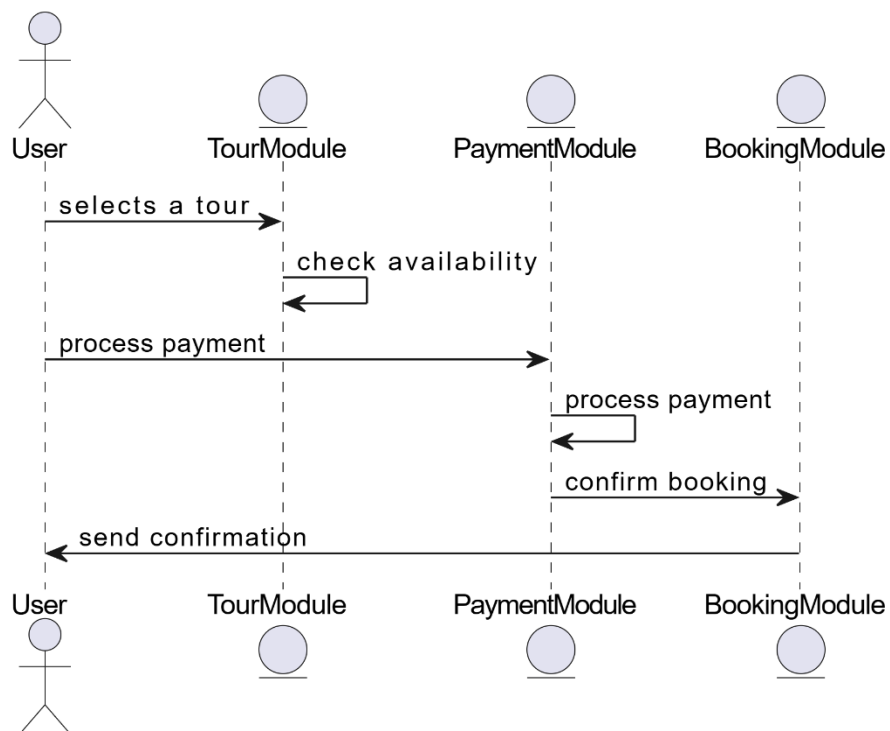 User TourModule PaymentModule BookingModule
selects a tour
check availability
process payment
process payment
confirm booking
send confirmation
User TourModule PaymentModule BookingModule